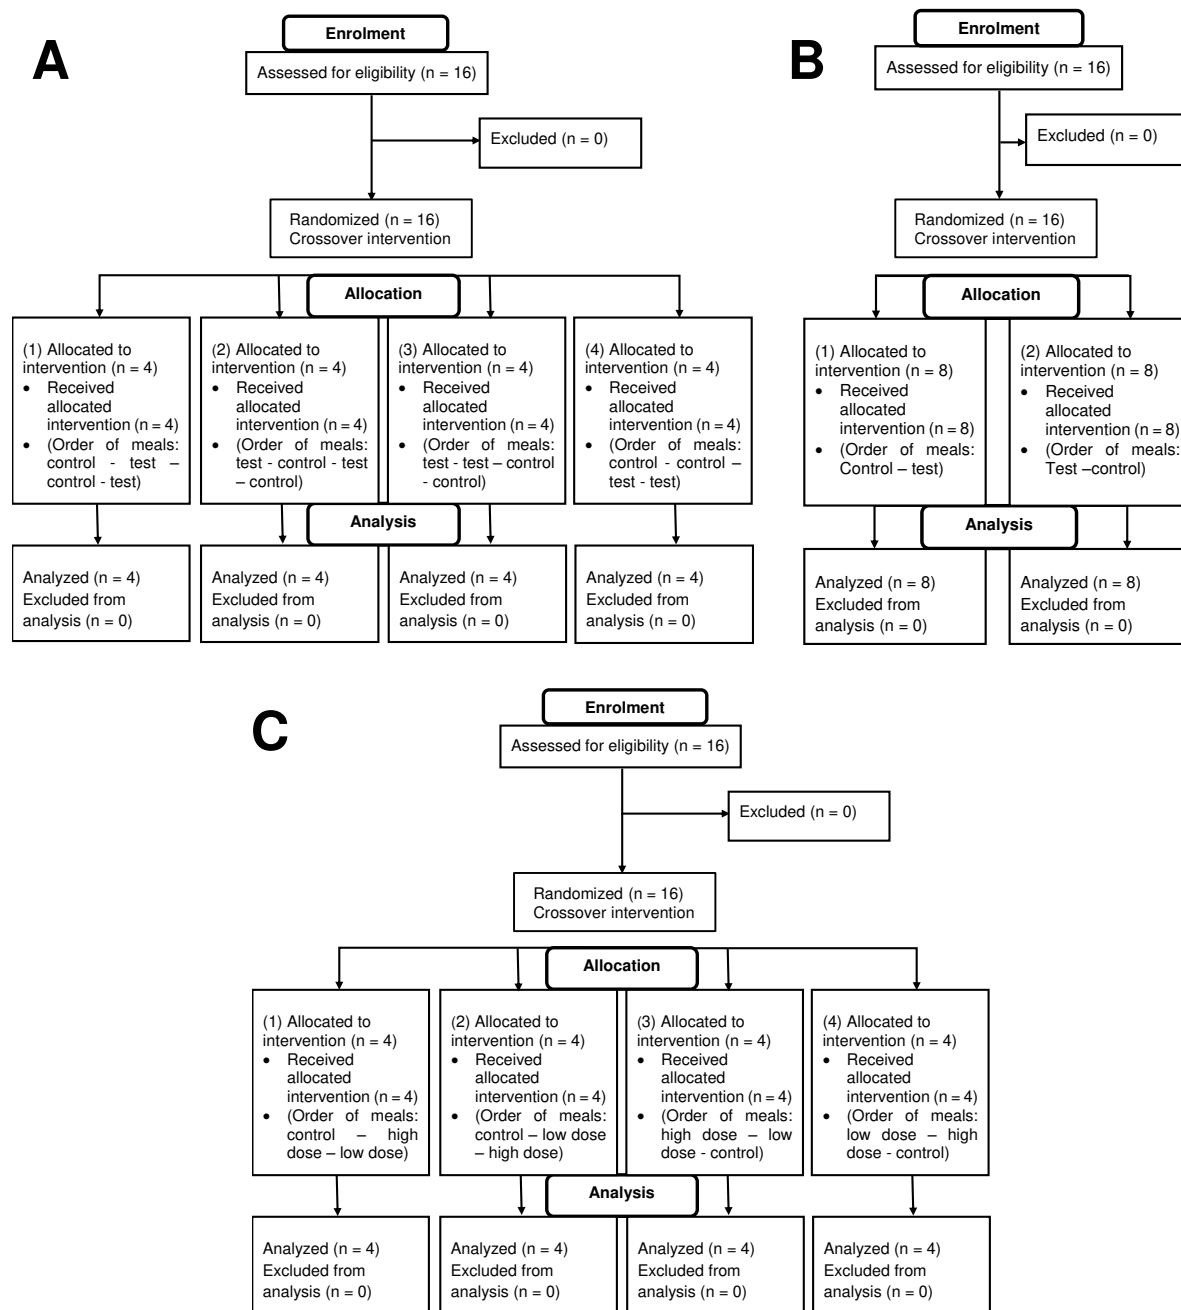 A
Enrolment
Assessed for eligibility (n = 16)
Excluded (n = 0)
Randomized (n = 16)
Crossover intervention
Allocation
(1) Allocated to
intervention (n = 4)
• Received
allocated
intervention (n = 4)
• (Order of meals:
control - test –
control - test)
(2) Allocated to
intervention (n = 4)
• Received
allocated
intervention (n = 4)
• (Order of meals:
test - control - test
– control)
(3) Allocated to
intervention (n = 4)
• Received
allocated
intervention (n = 4)
• (Order of meals:
test - test – control
- control)
(4) Allocated to
intervention (n = 4)
• Received
allocated
intervention (n = 4)
• (Order of meals:
control - control –
test - test)
Analysis
Analyzed (n = 4)
Excluded from
analysis (n = 0)
Analyzed (n = 4)
Excluded from
analysis (n = 0)
Analyzed (n = 4)
Excluded from
analysis (n = 0)
Analyzed (n = 4)
Excluded from
analysis (n = 0)
B
Enrolment
Assessed for eligibility (n = 16)
Excluded (n = 0)
Randomized (n = 16)
Crossover intervention
Allocation
(1) Allocated to
intervention (n = 8)
• Received
allocated
intervention (n = 8)
• (Order of meals:
Control – test)
(2) Allocated to
intervention (n = 8)
• Received
allocated
intervention (n = 8)
• (Order of meals:
Test –control)
Analysis
Analyzed (n = 8)
Excluded from
analysis (n = 0)
Analyzed (n = 8)
Excluded from
analysis (n = 0)
C
Enrolment
Assessed for eligibility (n = 16)
Excluded (n = 0)
Randomized (n = 16)
Crossover intervention
Allocation
(1) Allocated to
intervention (n = 4)
• Received
allocated
intervention (n = 4)
• (Order of meals:
control – high
dose – low dose)
(2) Allocated to
intervention (n = 4)
• Received
allocated
intervention (n = 4)
• (Order of meals:
control – low dose
– high dose)
(3) Allocated to
intervention (n = 4)
• Received
allocated
intervention (n = 4)
• (Order of meals:
high dose – low
dose - control)
(4) Allocated to
intervention (n = 4)
• Received
allocated
intervention (n = 4)
• (Order of meals:
low dose – high
dose - control)
Analysis
Analyzed (n = 4)
Excluded from
analysis (n = 0)
Analyzed (n = 4)
Excluded from
analysis (n = 0)
Analyzed (n = 4)
Excluded from
analysis (n = 0)
Analyzed (n = 4)
Excluded from
analysis (n = 0)